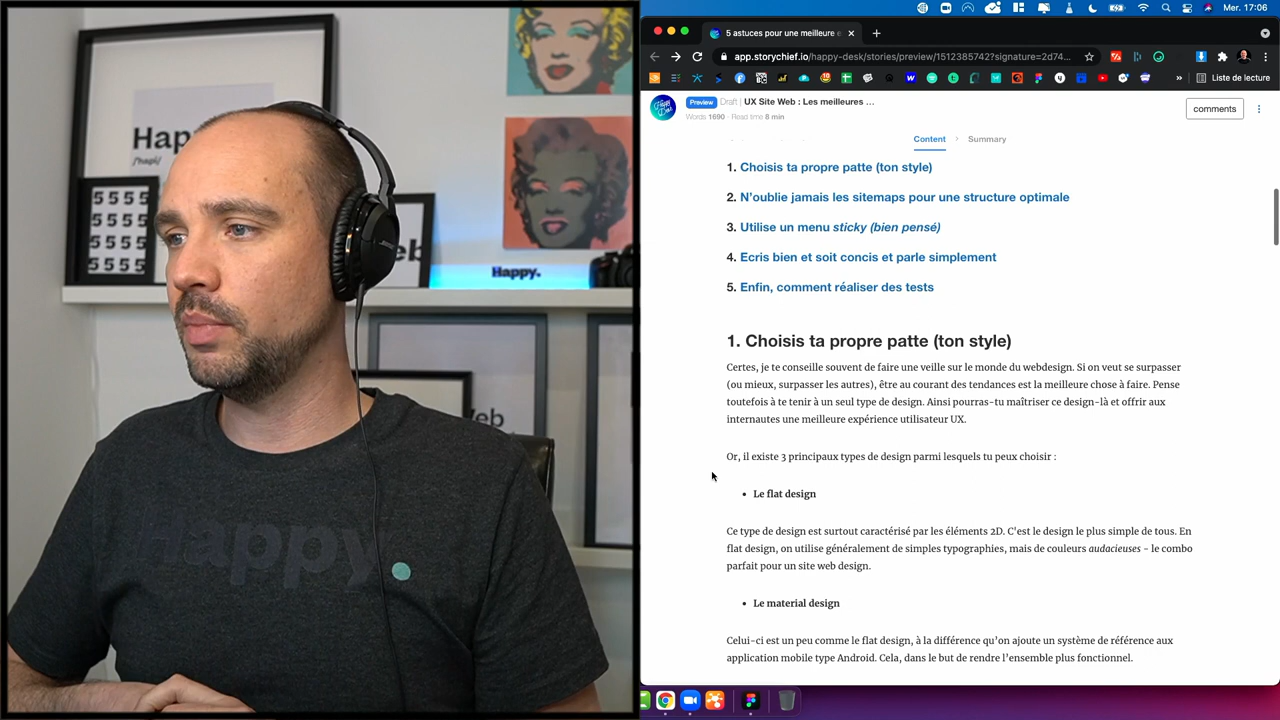 Hap
/'hapi/
5555
5555
5555
5555
eb
Happy.
Web
Happy
Mer. 17:06
5 astuces pour une meilleure e
app.storychief.io/happy-desk/stories/preview/1512385742?signature=2d74...
Liste de lecture
Happy Desk
Preview Draft | UX Site Web : Les meilleures ...
Words 1690 · Read time 8 min
comments
Content > Summary
1. Choisis ta propre patte (ton style)
2. N'oublie jamais les sitemaps pour une structure optimale
3. Utilise un menu sticky (bien pensé)
4. Ecris bien et soit concis et parle simplement
5. Enfin, comment réaliser des tests
1. Choisis ta propre patte (ton style)
Certes, je te conseille souvent de faire une veille sur le monde du webdesign. Si on veut se surpasser
(ou mieux, surpasser les autres), être au courant des tendances est la meilleure chose à faire. Pense
toutefois à te tenir à un seul type de design. Ainsi pourras-tu maîtriser ce design-là et offrir aux
internautes une meilleure expérience utilisateur UX.
Or, il existe 3 principaux types de design parmi lesquels tu peux choisir :
• Le flat design
Ce type de design est surtout caractérisé par les éléments 2D. C'est le design le plus simple de tous. En
flat design, on utilise généralement de simples typographies, mais de couleurs audacieuses - le combo
parfait pour un site web design.
• Le material design
Celui-ci est un peu comme le flat design, à la différence qu'on ajoute un système de référence aux
application mobile type Android. Cela, dans le but de rendre l'ensemble plus fonctionnel.